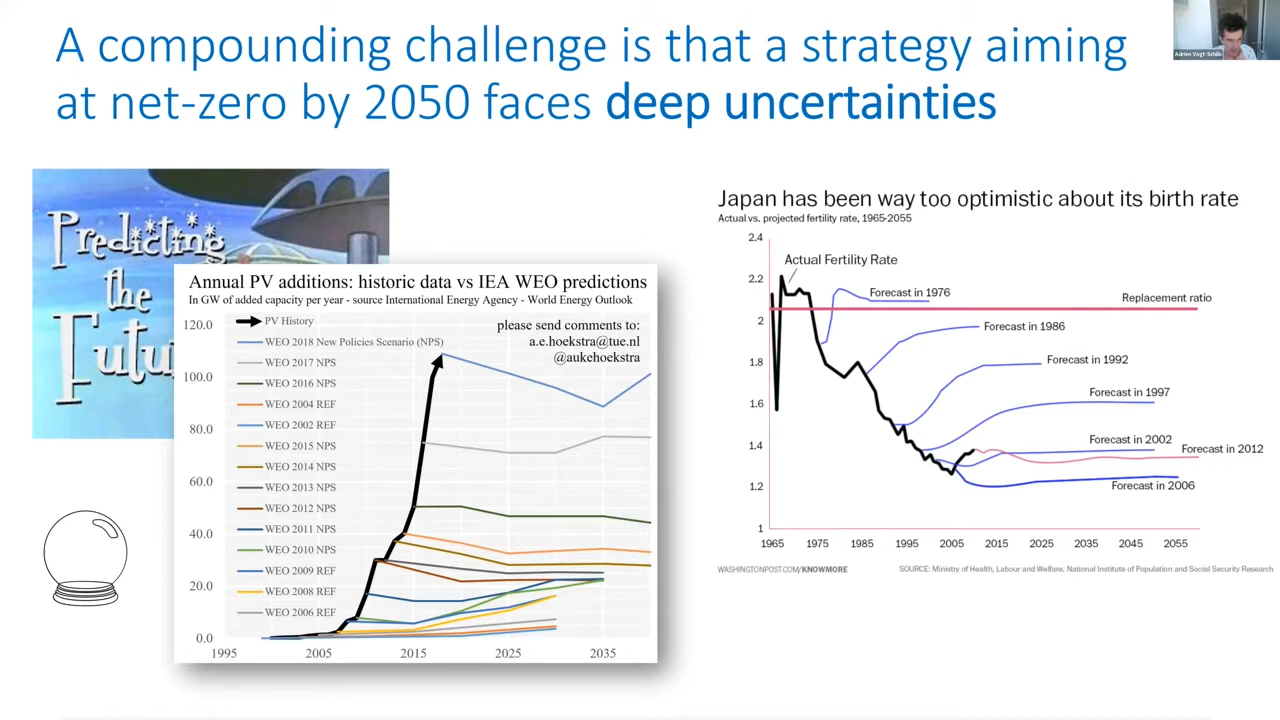 A compounding challenge is that a strategy aiming
at net-zero by 2050 faces deep uncertainties
Adrien Vogt-Schilb
Predicting
the
Futu
Annual PV additions: historic data vs IEA WEO predictions
In GW of added capacity per year - source International Energy Agency - World Energy Outlook
120.0
100.0
80.0
60.0
40.0
20.0
0.0
PV History
WEO 2018 New Policies Scenario (NPS)
WEO 2017 NPS
WEO 2016 NPS
WEO 2004 REF
WEO 2002 REF
WEO 2015 NPS
WEO 2014 NPS
WEO 2013 NPS
WEO 2012 NPS
WEO 2011 NPS
WEO 2010 NPS
WEO 2009 REF
WEO 2008 REF
WEO 2006 REF
please send comments to:
a.e.hoekstra@tue.nl
@aukehoekstra
1995 2005 2015 2025 2035
Japan has been way too optimistic about its birth rate
Actual vs. projected fertility rate, 1965-2055
2.4
2.2
2
1.8
1.6
1.4
1.2
1
Actual Fertility Rate
Forecast in 1976
Replacement ratio
Forecast in 1986
Forecast in 1992
Forecast in 1997
Forecast in 2002
Forecast in 2012
Forecast in 2006
1965 1975 1985 1995 2005 2015 2025 2035 2045 2055
WASHINGTONPOST.COM/KNOWMORE
SOURCE: Ministry of Health, Labour and Welfare, National Institute of Population and Social Security Research